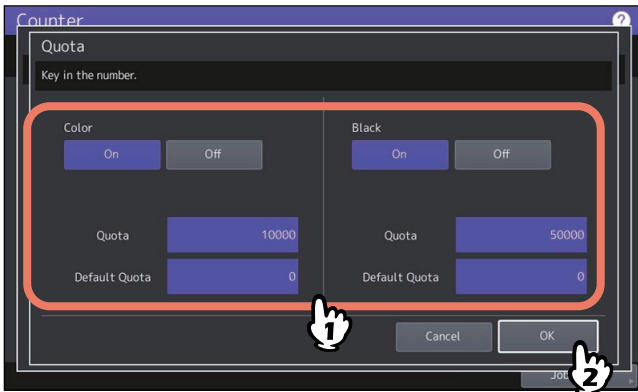 Counter ?
Quota
Key in the number.
Color
On Off
Quota 10000
Default Quota 0
Black
On Off
Quota 50000
Default Quota 0
1
Cancel OK
Job
2